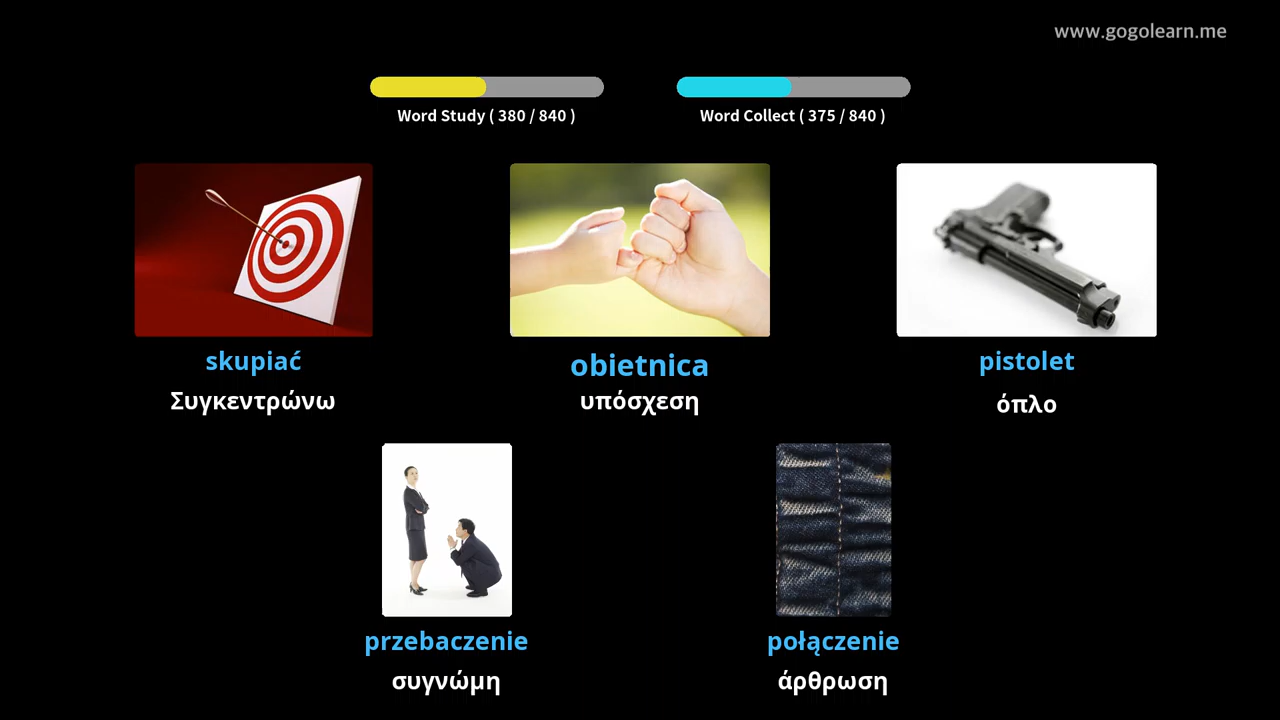 www.gogolearn.me
Word Study ( 380 / 840 )
Word Collect ( 375 / 840 )
skupiać
Συγκεντρώνω
obietnica
υπόσχεση
pistolet
όπλο
przebaczenie
συγνώμη
połączenie
άρθρωση